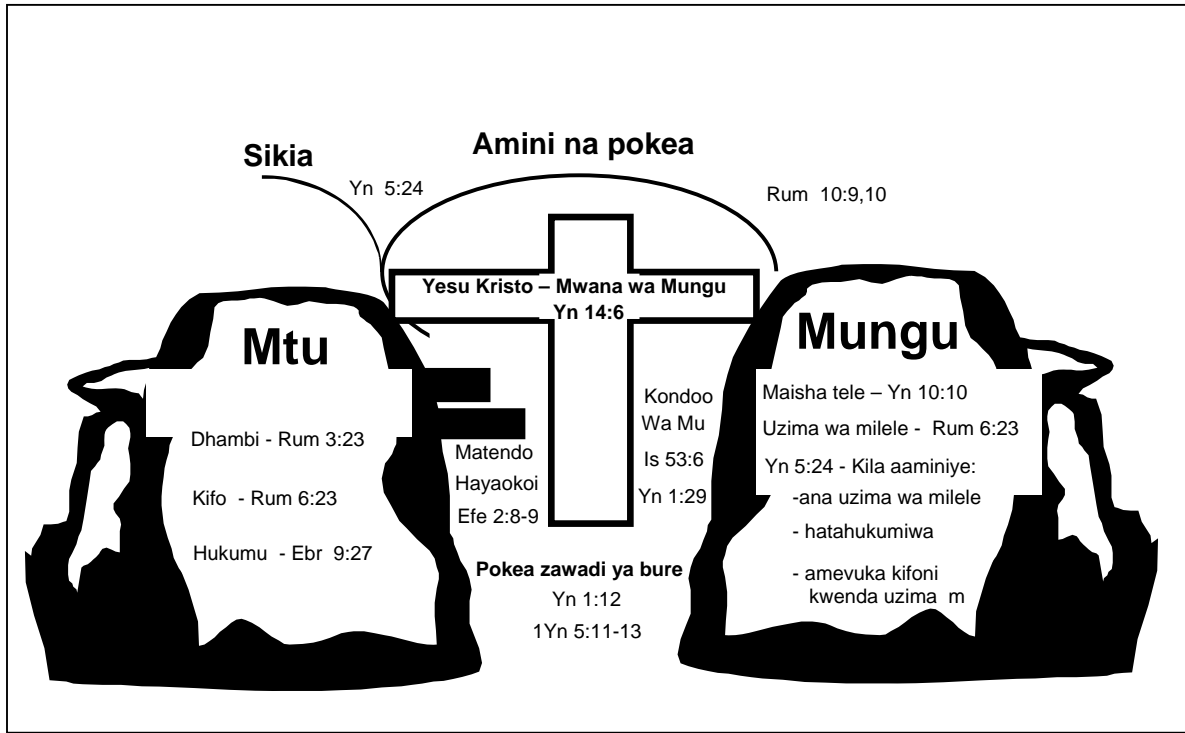 Amini na pokea
Sikia
Yn 5:24
Rum 10:9,10
Yesu Kristo – Mwana wa Mungu
Yn 14:6
Mtu
Dhambi - Rum 3:23
Kifo - Rum 6:23
Hukumu - Ebr 9:27
Matendo
Hayaokoi
Efe 2:8-9
Kondoo
Wa Mu
Is 53:6
Yn 1:29
Pokea zawadi ya bure
Yn 1:12
1Yn 5:11-13
Mungu
Maisha tele – Yn 10:10
Uzima wa milele - Rum 6:23
Yn 5:24 - Kila aaminiye:
-ana uzima wa milele
- hatahukumiwa
- amevuka kifoni
kwenda uzima m